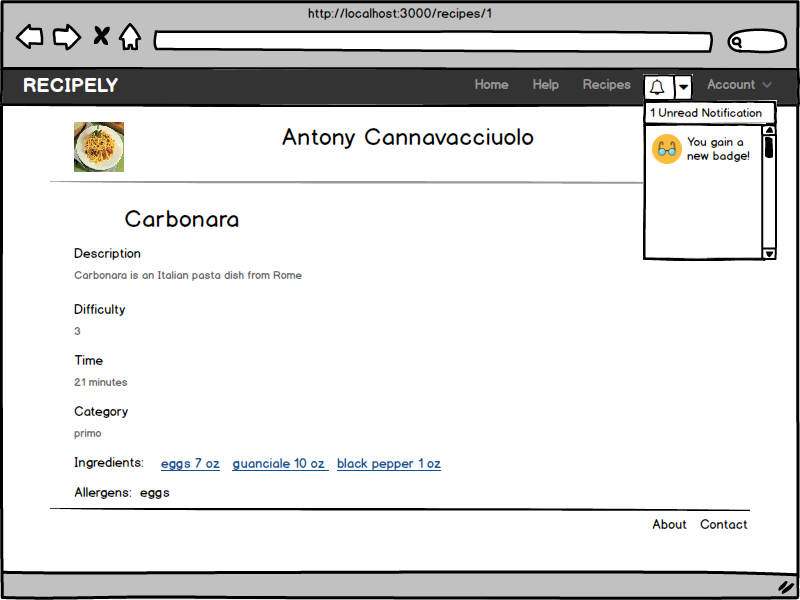 http://localhost:3000/recipes/1
RECIPELY Home Help Recipes Account
1 Unread Notification
You gain a
new badge!
Antony Cannavacciuolo
Carbonara
Description
Carbonara is an Italian pasta dish from Rome
Difficulty
3
Time
21 minutes
Category
primo
Ingredients: eggs 7 oz guanciale 10 oz black pepper 1 oz
Allergens: eggs
About Contact